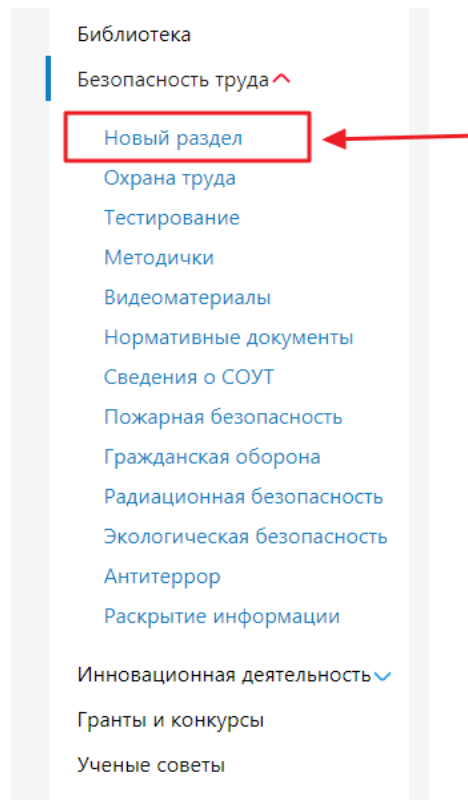 Библиотека
Безопасность труда
Новый раздел
Охрана труда
Тестирование
Методички
Видеоматериалы
Нормативные документы
Сведения о СОУТ
Пожарная безопасность
Гражданская оборона
Радиационная безопасность
Экологическая безопасность
Антитеррор
Раскрытие информации
Инновационная деятельность
Гранты и конкурсы
Ученые советы